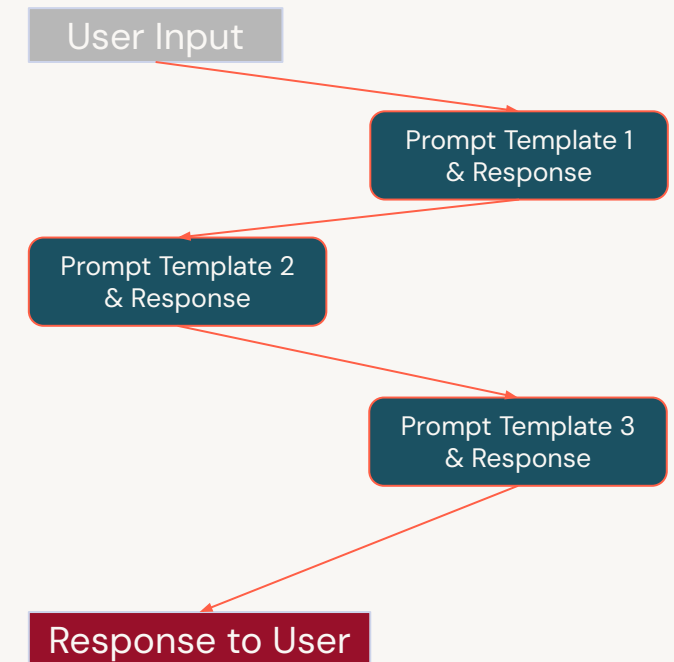 User Input
Prompt Template 1
& Response
Prompt Template 2
& Response
Prompt Template 3
& Response
Response to User